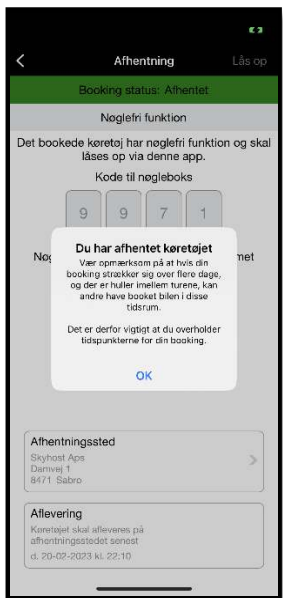 Afhentning
Lås op
Booking status: Afhentet
Nøglefri funktion
Det bookede køretøj har nøglefri funktion og skal
låses op via denne app.
Kode til nøgleboks
9 9 7 1
Du har afhentet køretøjet
Vær opmærksom på at hvis din
booking strækker sig over flere dage,
og der er huller imellem turene, kan
andre have booket bilen i disse
tidsrum.
Det er derfor vigtigt at du overholder
tidspunkterne for din booking.
OK
Afhentningssted
Skyhost Aps
Damvej 1
8471 Sabro
Aflevering
Køretøjet skal afleveres på
afhentningsstedet senest
d. 20-02-2023 kl. 22.10